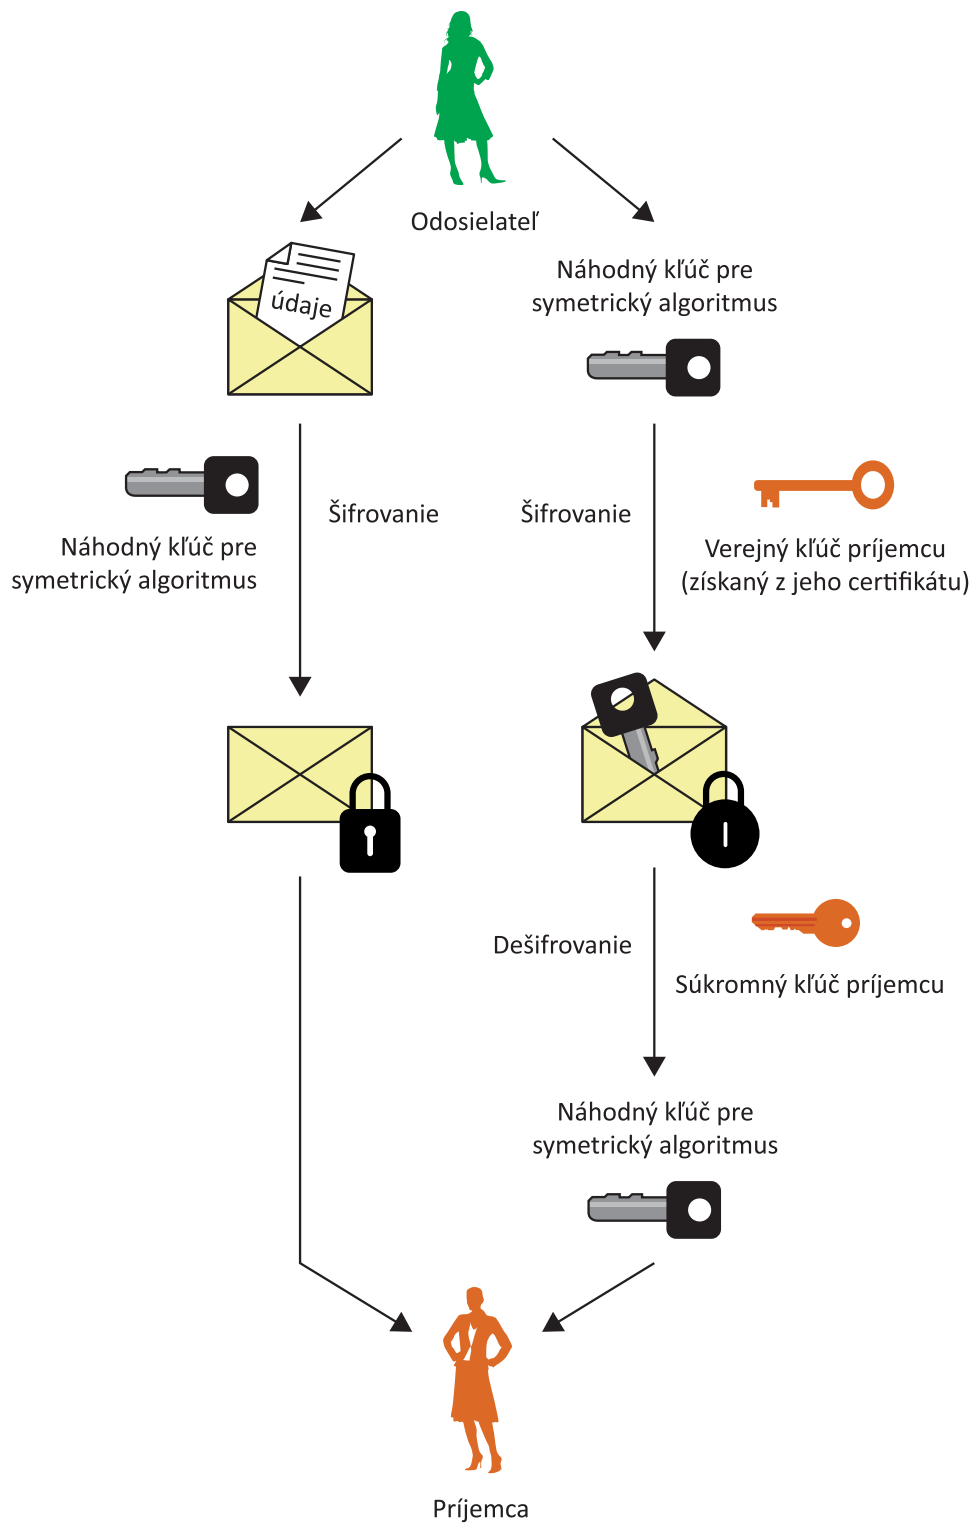 Odosielateľ
údaje
Náhodný kľúč pre
symetrický algoritmus
Náhodný kľúč pre
symetrický algoritmus
Šifrovanie
Šifrovanie
Verejný kľúč príjemcu
(získaný z jeho certifikátu)
Dešifrovanie
Súkromný kľúč príjemcu
Náhodný kľúč pre
symetrický algoritmus
Príjemca